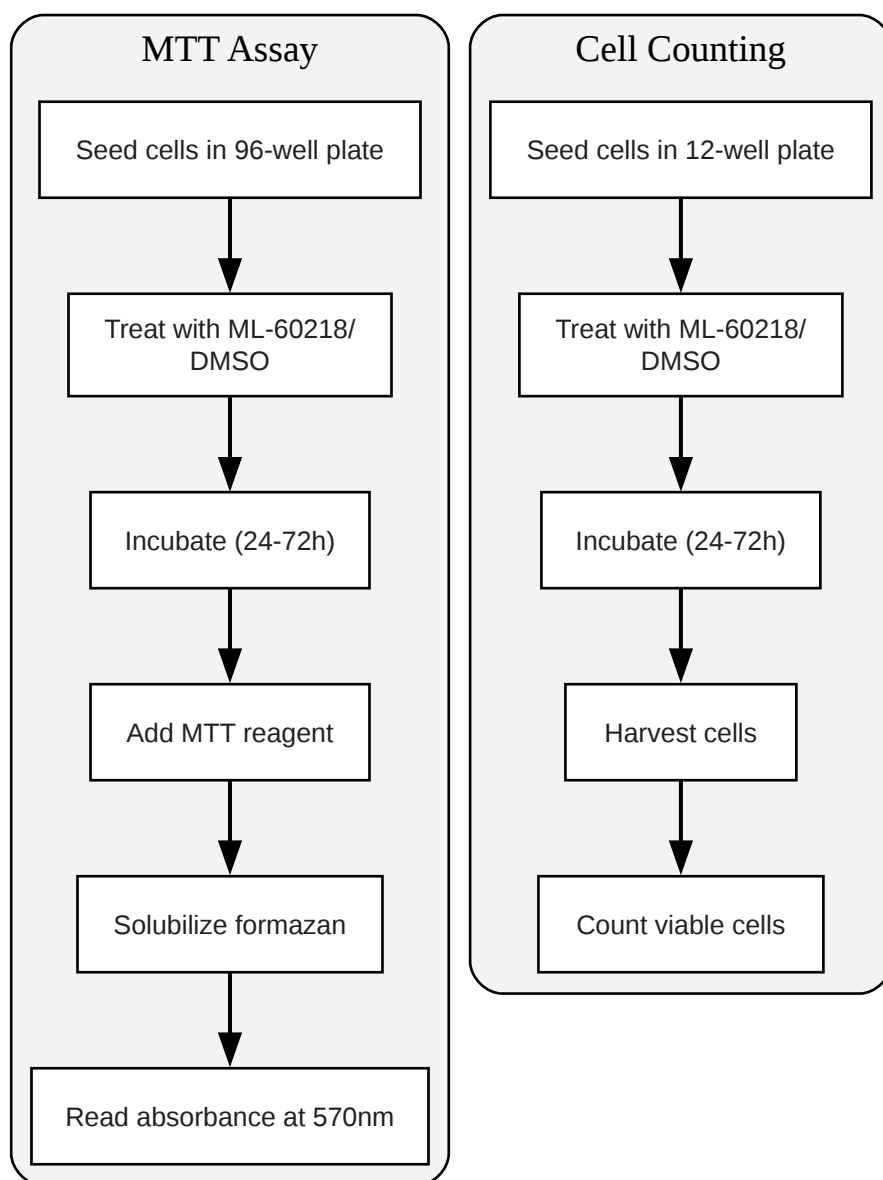 MTT Assay
Seed cells in 96-well plate
Treat with ML-60218/
DMSO
Incubate (24-72h)
Add MTT reagent
Solubilize formazan
Read absorbance at 570nm
Cell Counting
Seed cells in 12-well plate
Treat with ML-60218/
DMSO
Incubate (24-72h)
Harvest cells
Count viable cells